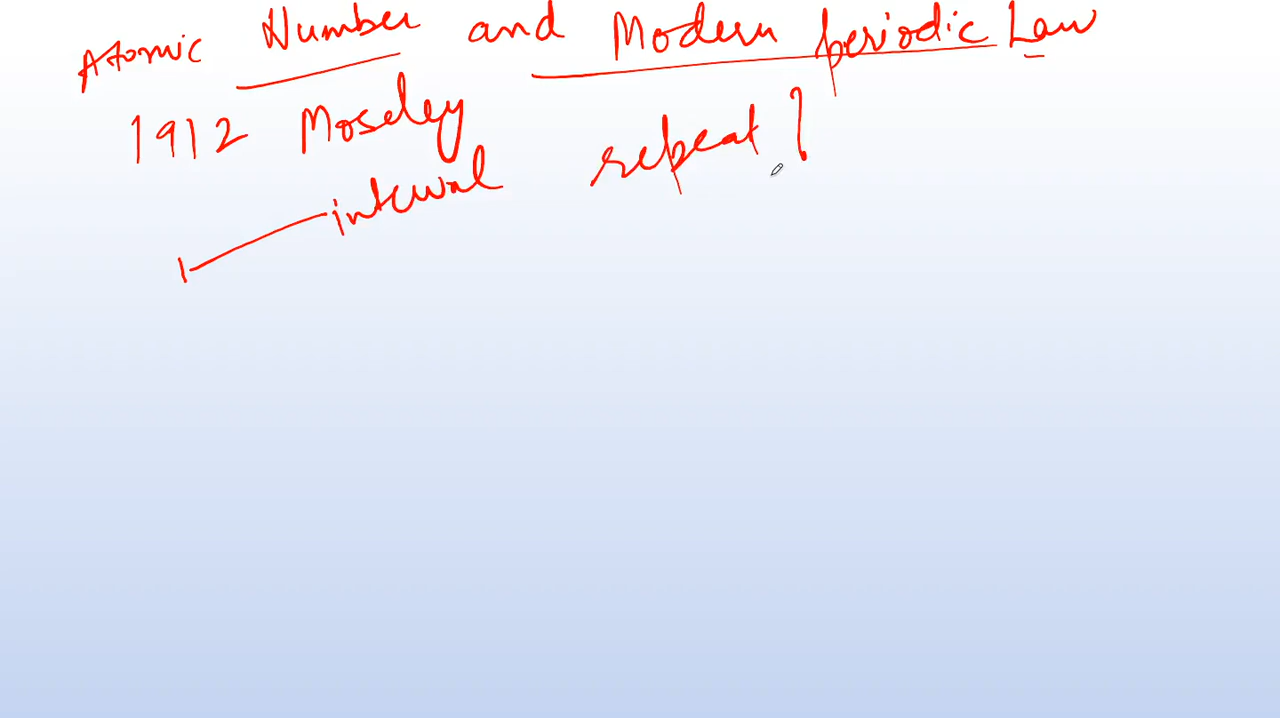 Atomic Number and Modern periodic Law
1912 Moseley
interval repeat ?